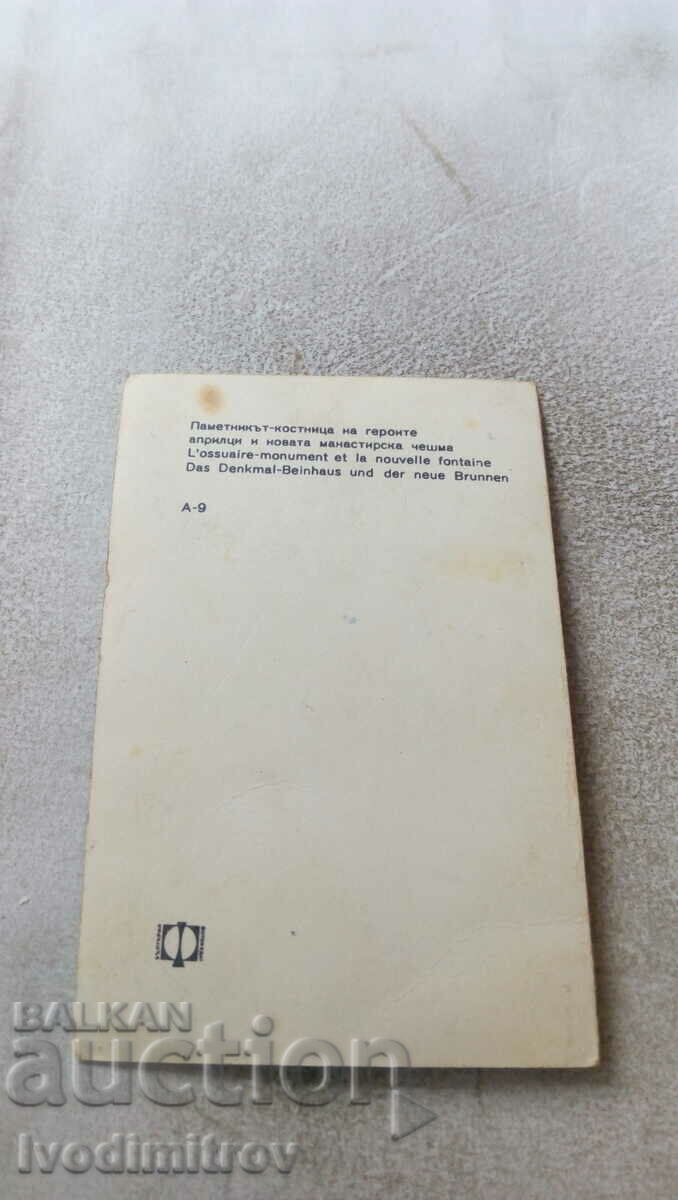 Паметникът-костница на героите
априлци и новата манастирска чешма
L'ossuaire-monument et la nouvelle fontaine
Das Denkmal-Beinhaus und der neue Brunnen
А-9
BALKAN
auction
Ivodimitrov